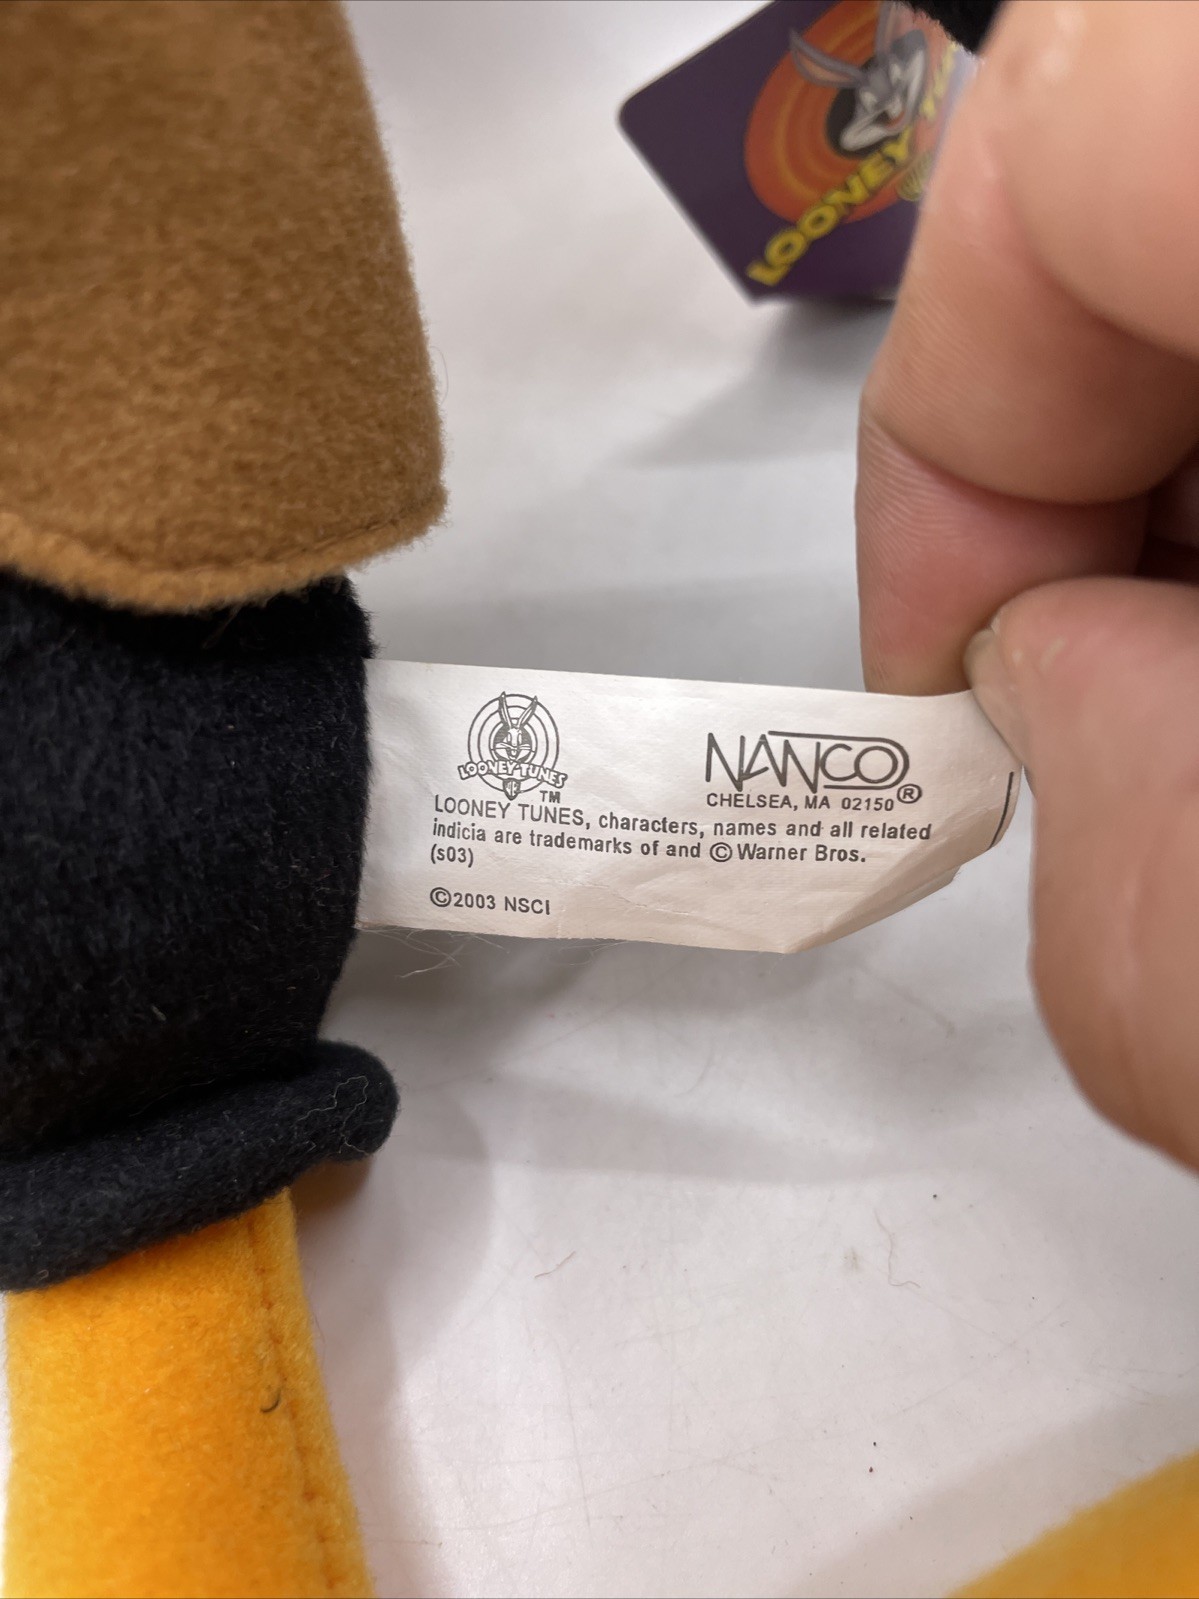 LOONEY TU
LOONEY TUNES
TM
NANCO®
CHELSEA, MA 02150
LOONEY TUNES, characters, names and all related
indicia are trademarks of and © Warner Bros.
(s03)
©2003 NSCI